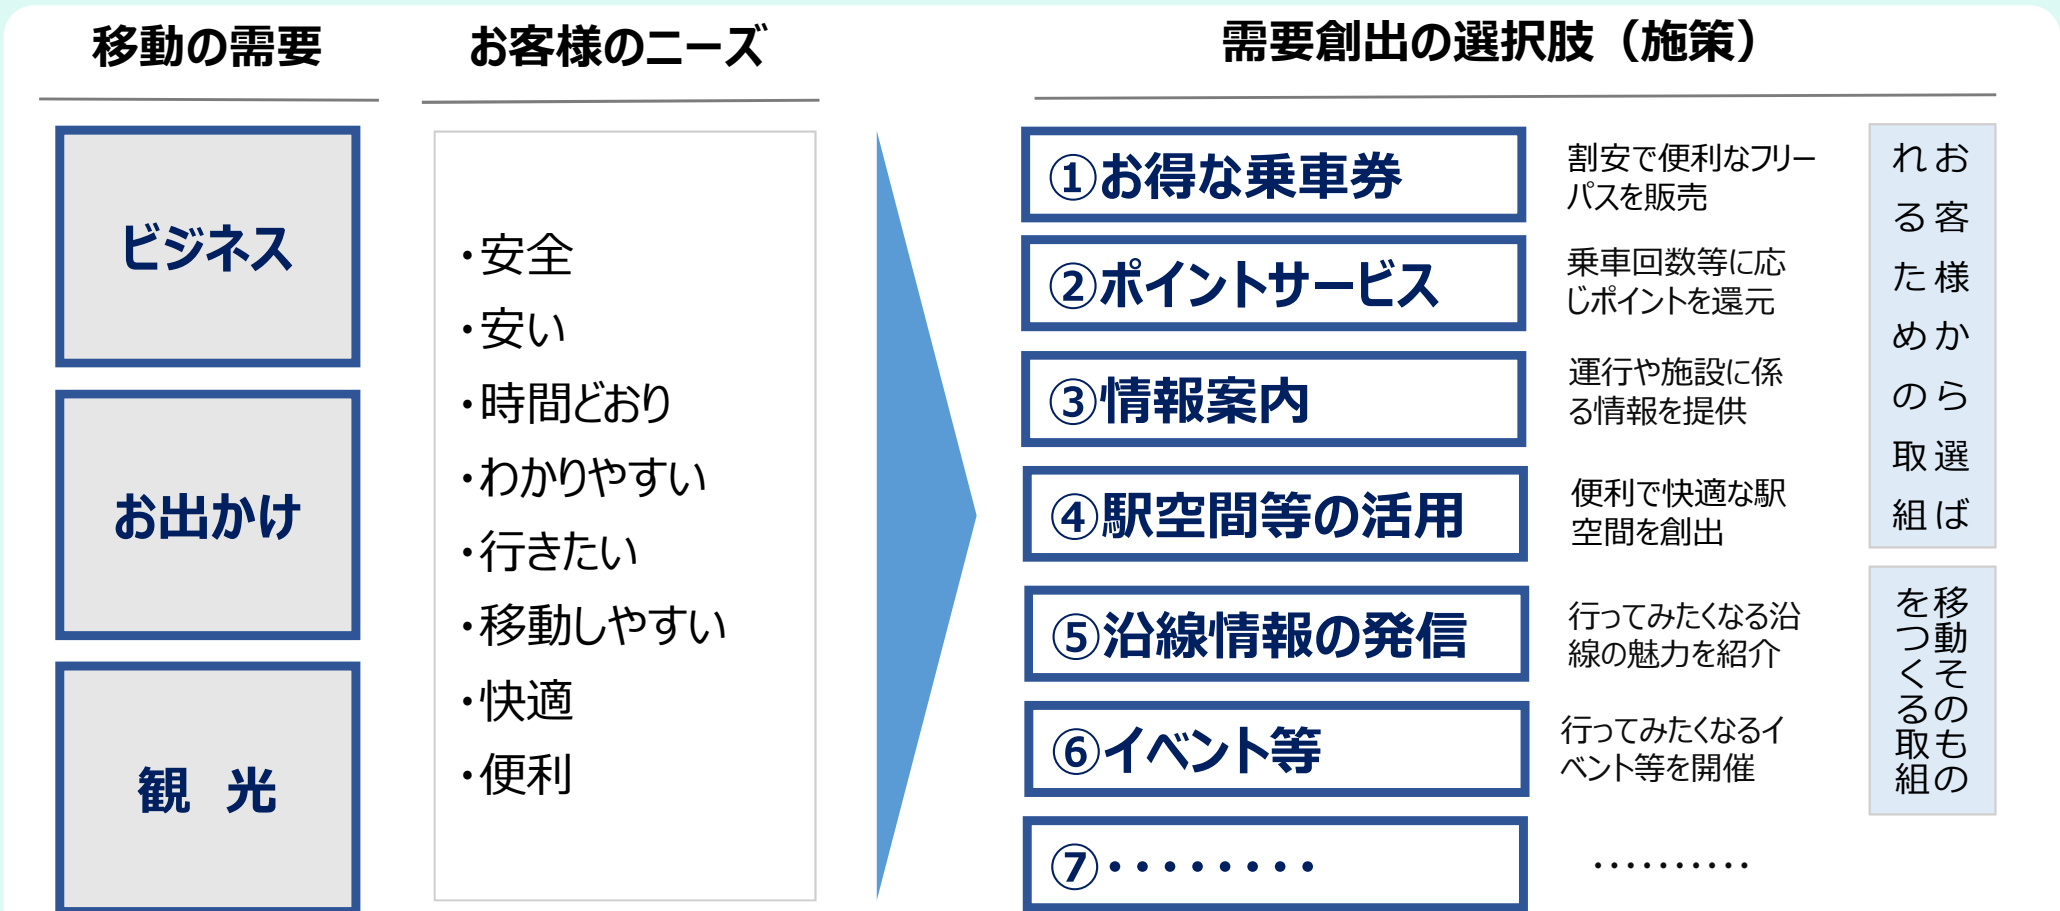 移動の需要
お客様のニーズ
需要創出の選択肢（施策）
ビジネス
お出かけ
観　光
・安全
・安い
・時間どおり
・わかりやすい
・行きたい
・移動しやすい
・快適
・便利
①お得な乗車券
割安で便利なフリー
パスを販売
②ポイントサービス
乗車回数等に応
じポイントを還元
③情報案内
運行や施設に係
る情報を提供
④駅空間等の活用
便利で快適な駅
空間を創出
⑤沿線情報の発信
行ってみたくなる沿
線の魅力を紹介
⑥イベント等
行ってみたくなるイ
ベント等を開催
⑦・・・・・・・・
・・・・・・・・・・
お客様から選ば
れるための取組
移動そのもの
をつくる取組